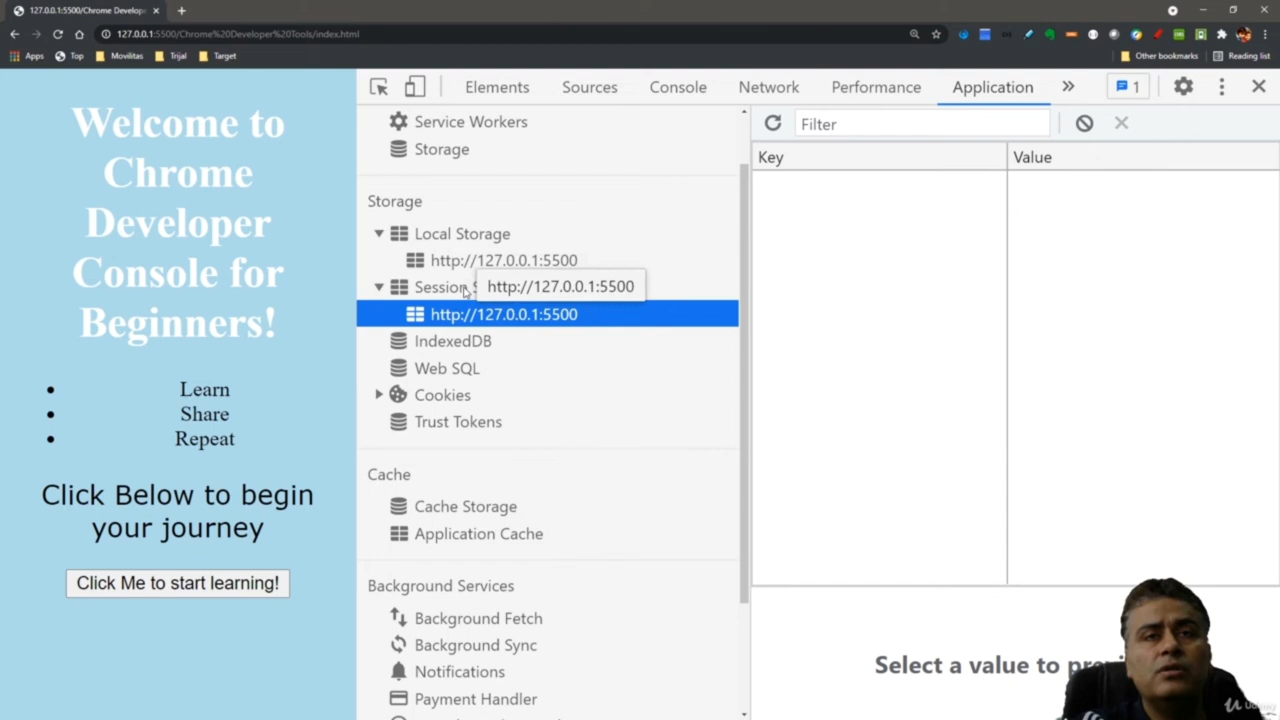 127.0.0.1:5500/Chrome Develop
127.0.0.1:5500/Chrome%20Developer%20Tools/index.html
Apps Top Movilitas Trijal Target Other bookmarks Reading list
Welcome to
Chrome
Developer
Console for
Beginners!
Learn
Share
Repeat
Click Below to begin
your journey
Click Me to start learning!
Elements Sources Console Network Performance Application 1
Service Workers
Storage
Storage
Local Storage
http://127.0.0.1:5500
Session
http://127.0.0.1:5500
http://127.0.0.1:5500
IndexedDB
Web SQL
Cookies
Trust Tokens
Cache
Cache Storage
Application Cache
Background Services
Background Fetch
Background Sync
Notifications
Payment Handler
Filter
Key Value
Select a value to